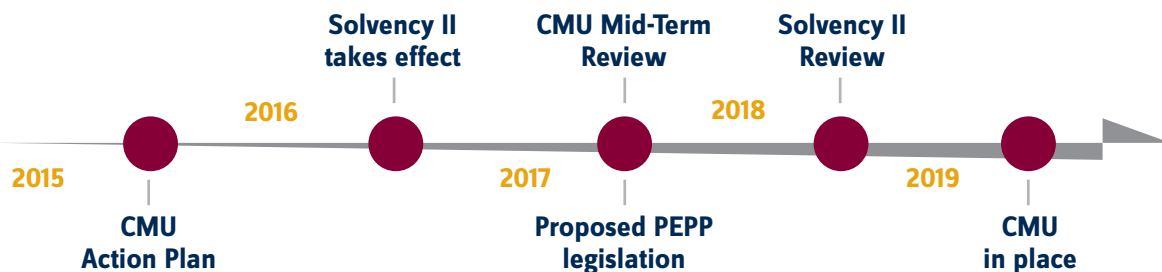 Solvency II
takes effect
CMU Mid-Term
Review
Solvency II
Review
2016
2018
2015
2017
2019
CMU
Action Plan
Proposed PEPP
legislation
CMU
in place